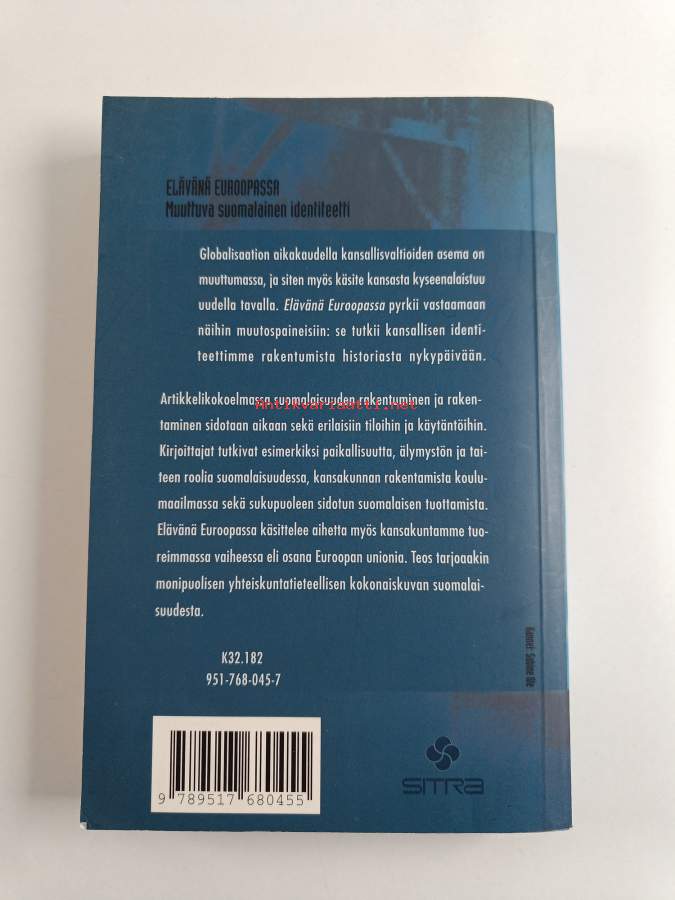 ELÄVÄNÄ EUROOPASSA
Muuttuva suomalainen identiteetti
Globalisaation aikakaudella kansallisvaltioiden asema on
muuttumassa, ja siten myös käsite kansasta kyseenalaistuu
uudella tavalla. Elävänä Euroopassa pyrkii vastaamaan
näihin muutospaineisiin: se tutkii kansallisen identi-
teettimme rakentumista historiasta nykypäivään.
Artikkelikokoelmassa suomalaisuuden rakentuminen ja raken-
Antikvariaatti.net
taminen sidotaan aikaan sekä erilaisiin tiloihin ja käytäntöihin.
Kirjoittajat tutkivat esimerkiksi paikallisuutta, älymystön ja tai-
teen roolia suomalaisuudessa, kansakunnan rakentamista koulu-
maailmassa sekä sukupuoleen sidotun suomalaisen tuottamista.
Elävänä Euroopassa käsittelee aihetta myös kansakuntamme tuo-
reimmassa vaiheessa eli osana Euroopan unionia. Teos tarjoaakin
monipuolisen yhteiskuntatieteellisen kokonaiskuvan suomalai-
suudesta.
K32.182
951-768-045-7
9 789517 680455
SITRA